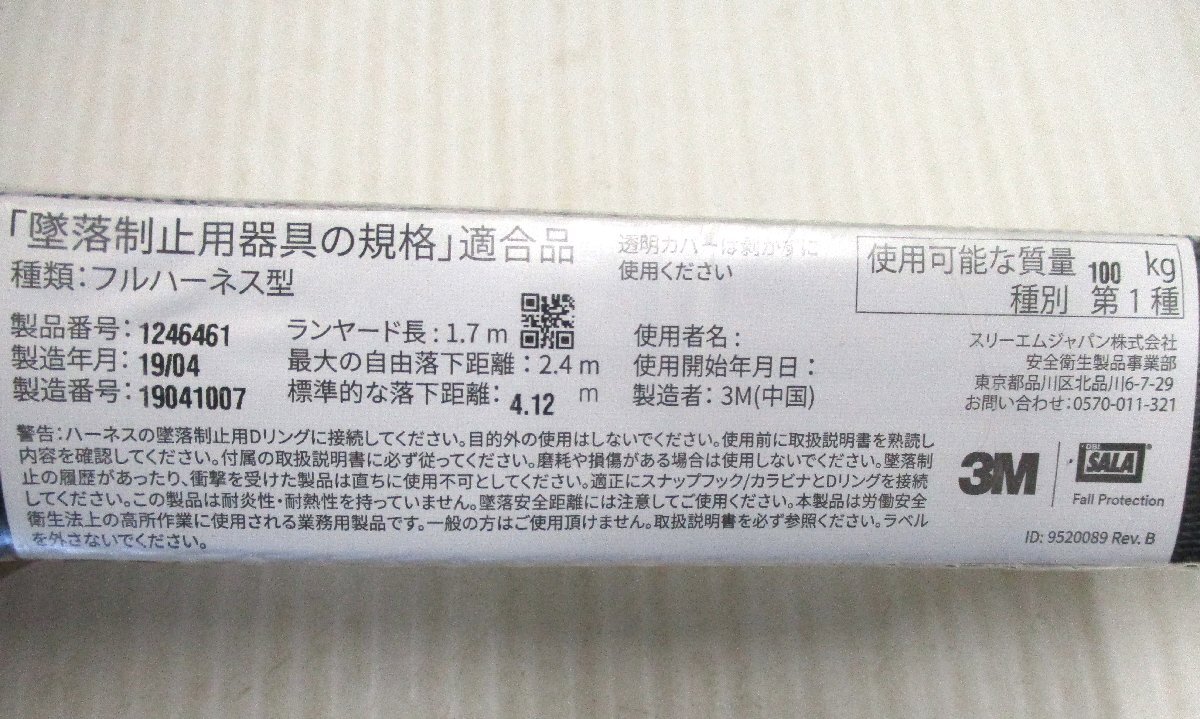 「墜落制止用器具の規格」適合品
種類：フルハーネス型
製品番号：1246461
製造年月：19/04
製造番号：19041007
ランヤード長：1.7 m
最大の自由落下距離：2.4 m
標準的な落下距離：4.12 m
透明カバーは剥がさずに
使用ください
使用者名：
使用開始年月日：
製造者：3M(中国)
使用可能な質量 100 kg
種別 第1種
スリーエムジャパン株式会社
安全衛生製品事業部
東京都品川区北品川6-7-29
お問い合わせ：0570-011-321
警告：ハーネスの墜落制止用Dリングに接続してください。目的外の使用はしないでください。使用前に取扱説明書を熟読し
内容を確認してください。付属の取扱説明書に必ず従ってください。磨耗や損傷がある場合は使用しないでください。墜落制
止の履歴があったり、衝撃を受けた製品は直ちに使用不可としてください。適正にスナップフック/カラビナとDリングを接続
してください。この製品は耐炎性・耐熱性を持っていません。墜落安全距離には注意してご使用ください。本製品は労働安全
衛生法上の高所作業に使用される業務用製品です。一般の方はご使用頂けません。取扱説明書を必ず参照ください。ラベル
を外さないでください。
3M
DBI
SALA
Fall Protection
ID: 9520089 Rev. B